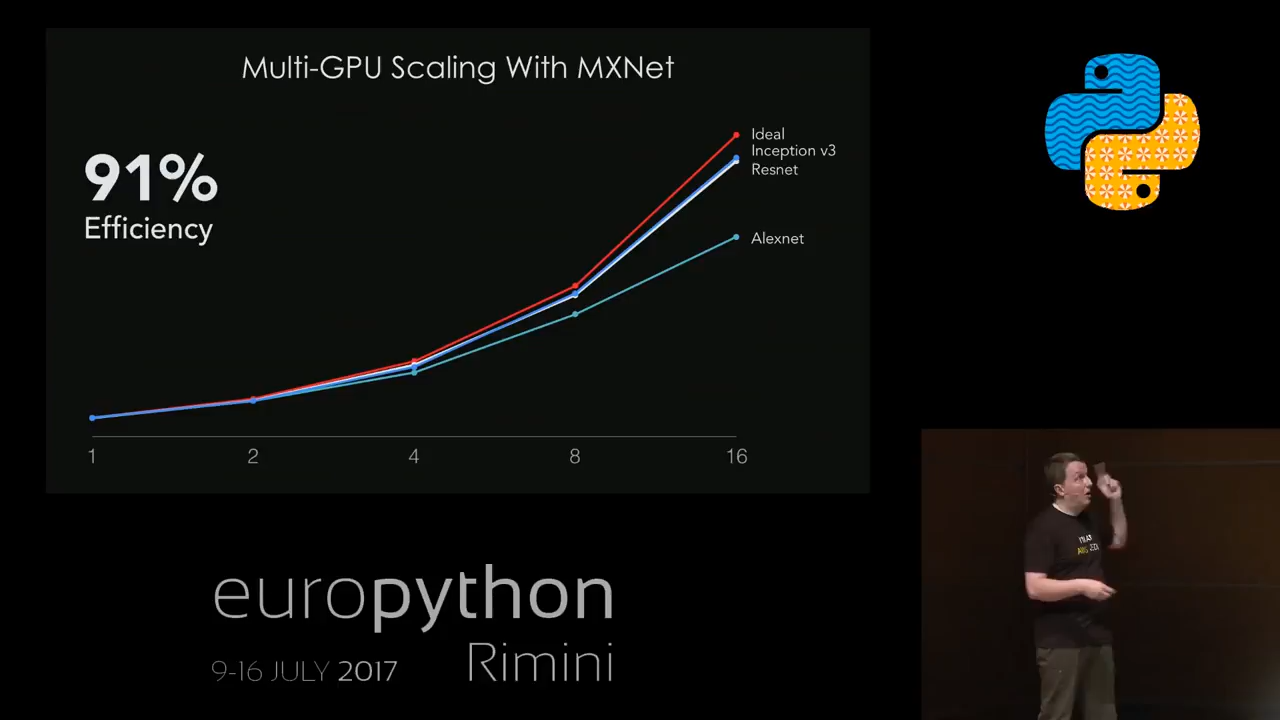 Multi-GPU Scaling With MXNet
91%
Efficiency
Ideal
Inception v3
Resnet
Alexnet
1 2 4 8 16
europython
9-16 JULY 2017 Rimini